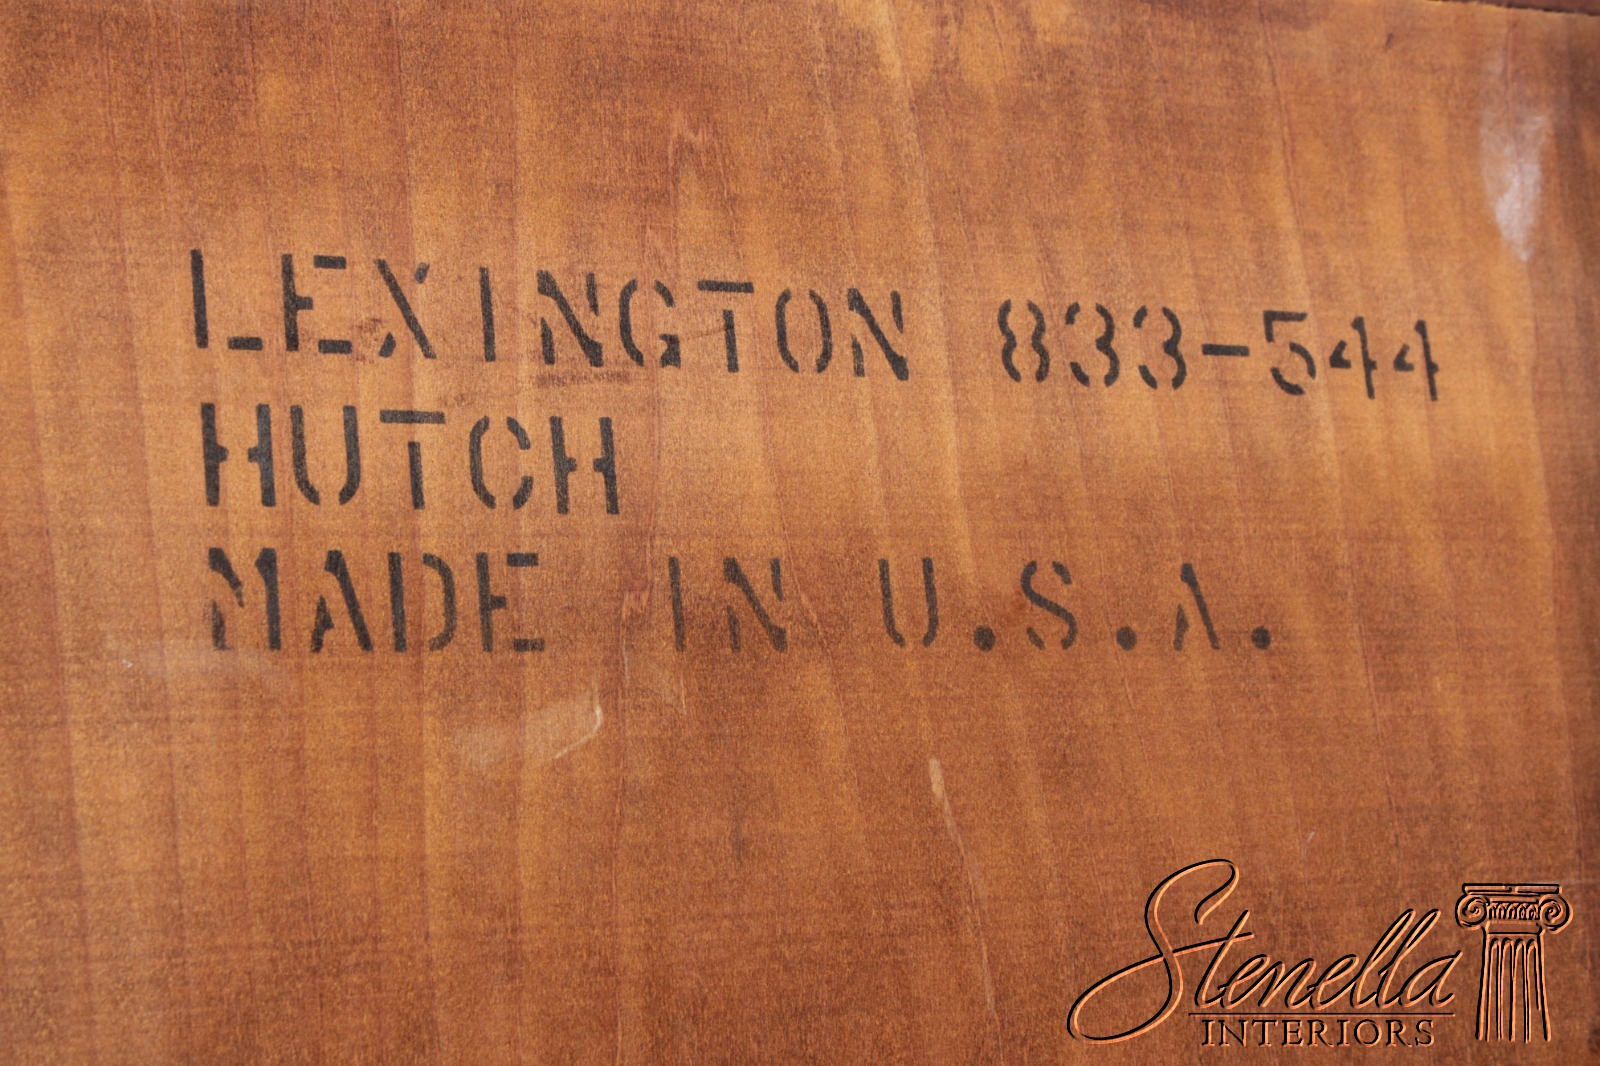 LEXINGTON 833-544
HUTCH
MADE IN U.S.A.
Stenella
INTERIORS